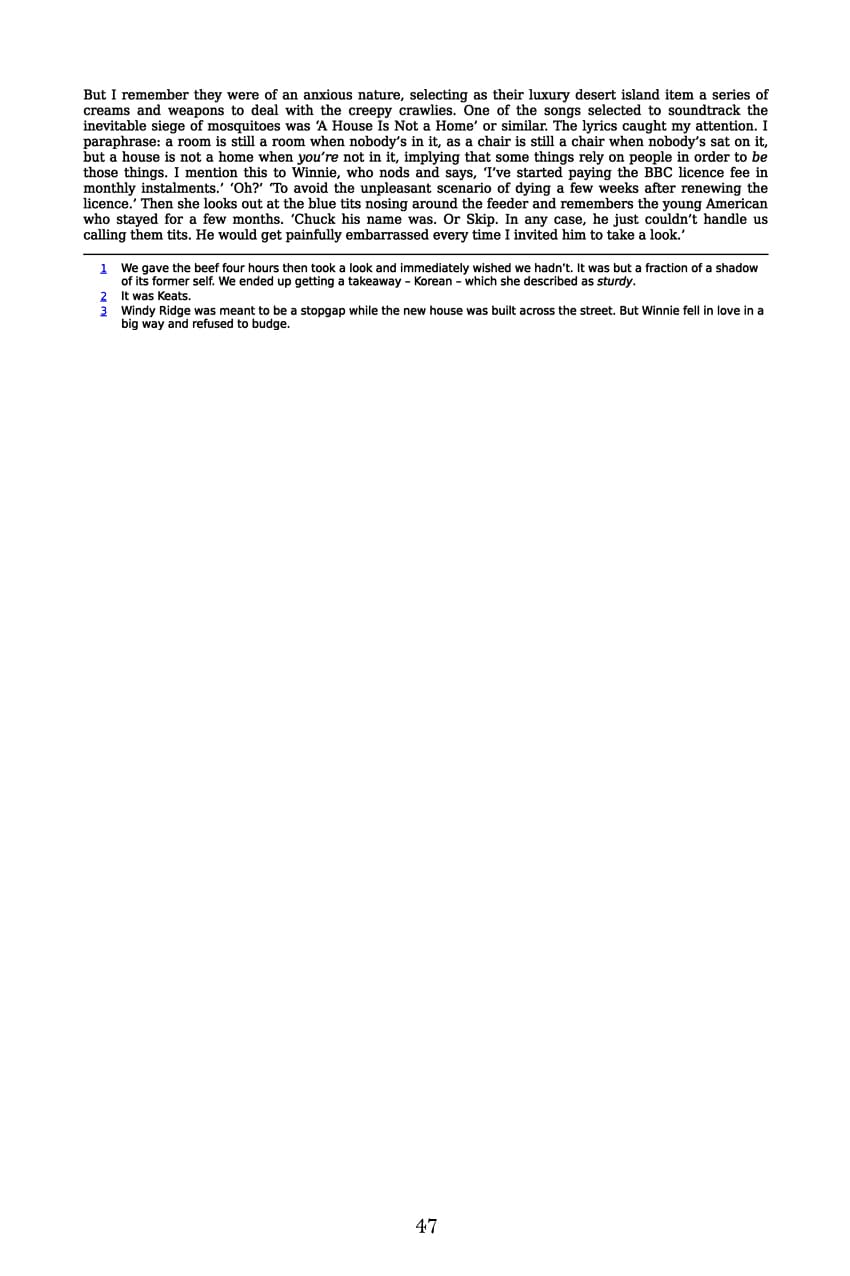 But I remember they were of an anxious nature, selecting as their luxury desert island item a series of
creams and weapons to deal with the creepy crawlies. One of the songs selected to soundtrack the
inevitable siege of mosquitoes was ‘A House Is Not a Home’ or similar. The lyrics caught my attention. I
paraphrase: a room is still a room when nobody’s in it, as a chair is still a chair when nobody’s sat on it,
but a house is not a home when you’re not in it, implying that some things rely on people in order to be
those things. I mention this to Winnie, who nods and says, ‘I’ve started paying the BBC licence fee in
monthly instalments.’ ‘Oh?’ ‘To avoid the unpleasant scenario of dying a few weeks after renewing the
licence.’ Then she looks out at the blue tits nosing around the feeder and remembers the young American
who stayed for a few months. ‘Chuck his name was. Or Skip. In any case, he just couldn’t handle us
calling them tits. He would get painfully embarrassed every time I invited him to take a look.’
1 We gave the beef four hours then took a look and immediately wished we hadn’t. It was but a fraction of a shadow
of its former self. We ended up getting a takeaway – Korean – which she described as sturdy.
2 It was Keats.
3 Windy Ridge was meant to be a stopgap while the new house was built across the street. But Winnie fell in love in a
big way and refused to budge.
47